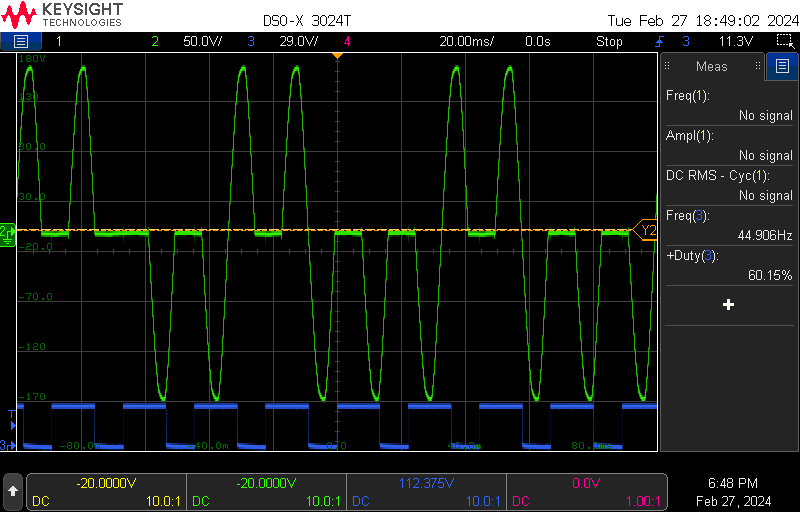 KEYSIGHT
TECHNOLOGIES
DSO-X 3024T
Tue Feb 27 18:49:02 2024
1 2 50.0V/ 3 29.0V/ 4 20.00ms/ 0.0s Stop 3 11.3V
180V
130
80.0
30.0
-20.0
-70.0
-120
-170
2
Y2
T
3
-80.0m -40.0m 0.0 40.0m 80.0m
Meas
Freq(1):
No signal
Ampl(1):
No signal
DC RMS - Cyc(1):
No signal
Freq(3):
44.906Hz
+Duty(3):
60.15%
-20.0000V -20.0000V 112.375V 0.0V
DC 10.0:1 DC 10.0:1 DC 10.0:1 DC 1.00:1
6:48 PM
Feb 27, 2024